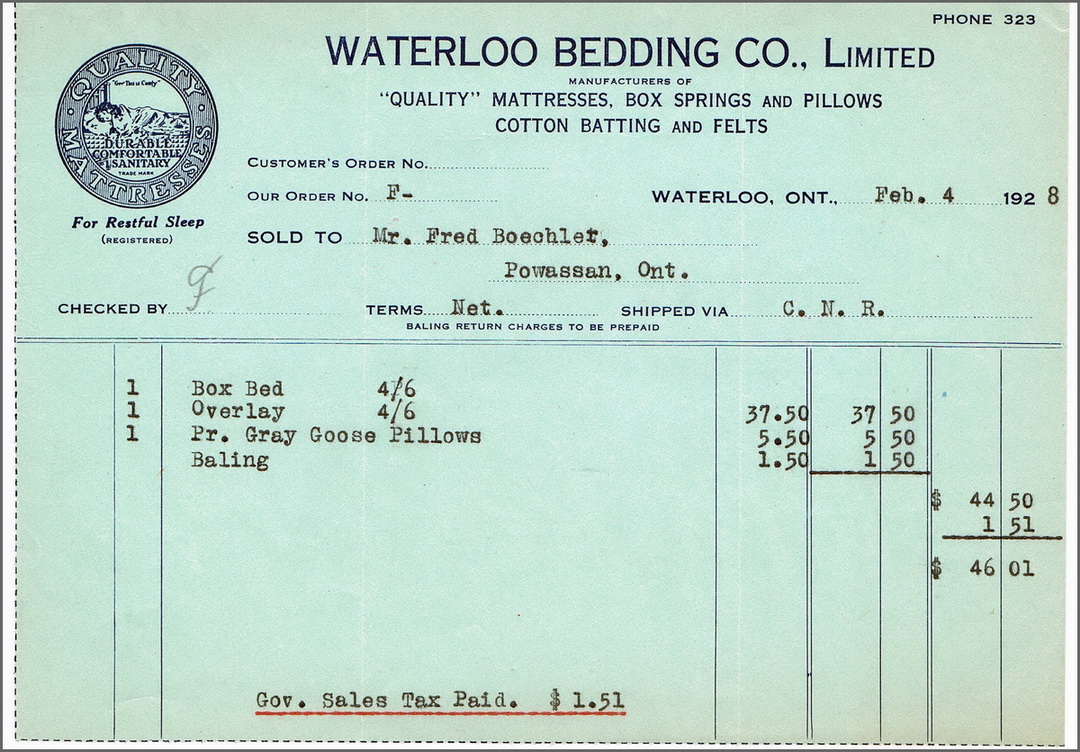 PHONE 323
WATERLOO BEDDING CO., LIMITED
MANUFACTURERS OF
"QUALITY" MATTRESSES, BOX SPRINGS AND PILLOWS
COTTON BATTING AND FELTS
QUALITY MATTRESSES
DURABLE
COMFORTABLE
SANITARY
TRADE MARK
For Restful Sleep
(REGISTERED)
CUSTOMER'S ORDER NO.
OUR ORDER NO. F-
WATERLOO, ONT., Feb. 4 1928
SOLD TO Mr. Fred Boechler,
Powassan, Ont.
CHECKED BY TERMS Net. SHIPPED VIA C. N. R.
BALING RETURN CHARGES TO BE PREPAID
1 Box Bed 4/6
1 Overlay 4/6 37.50 37 50
1 Pr. Gray Goose Pillows 5.50 5 50
Baling 1.50 1 50
$ 44 50
1 51
$ 46 01
Gov. Sales Tax Paid. $ 1.51